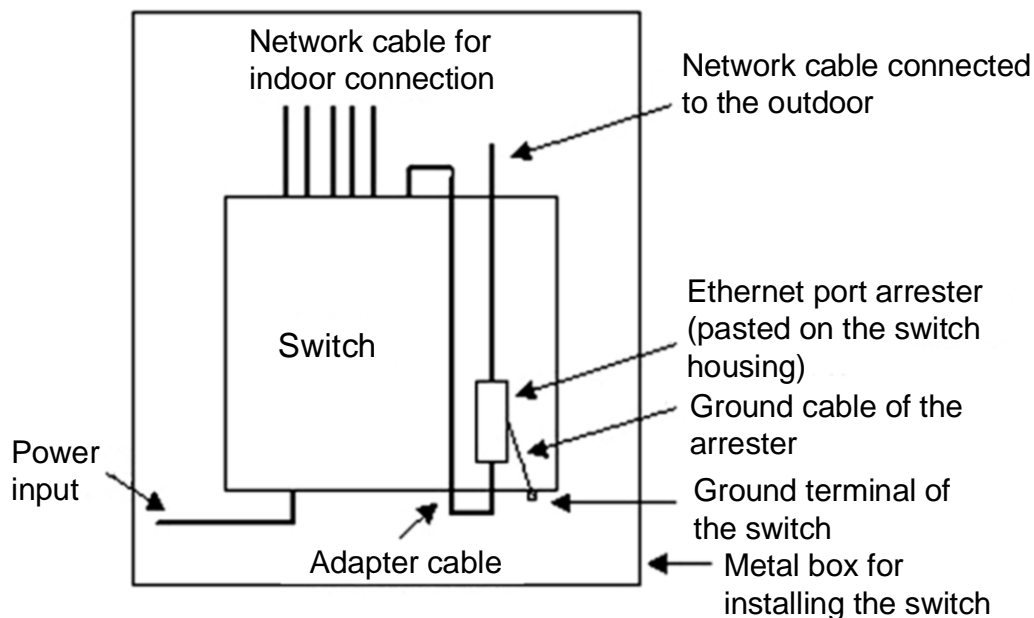 Network cable for
indoor connection
Network cable connected
to the outdoor
Ethernet port arrester
(pasted on the switch
housing)
Switch
Ground cable of the
arrester
Power
input
Ground terminal of
the switch
Adapter cable
Metal box for
installing the switch